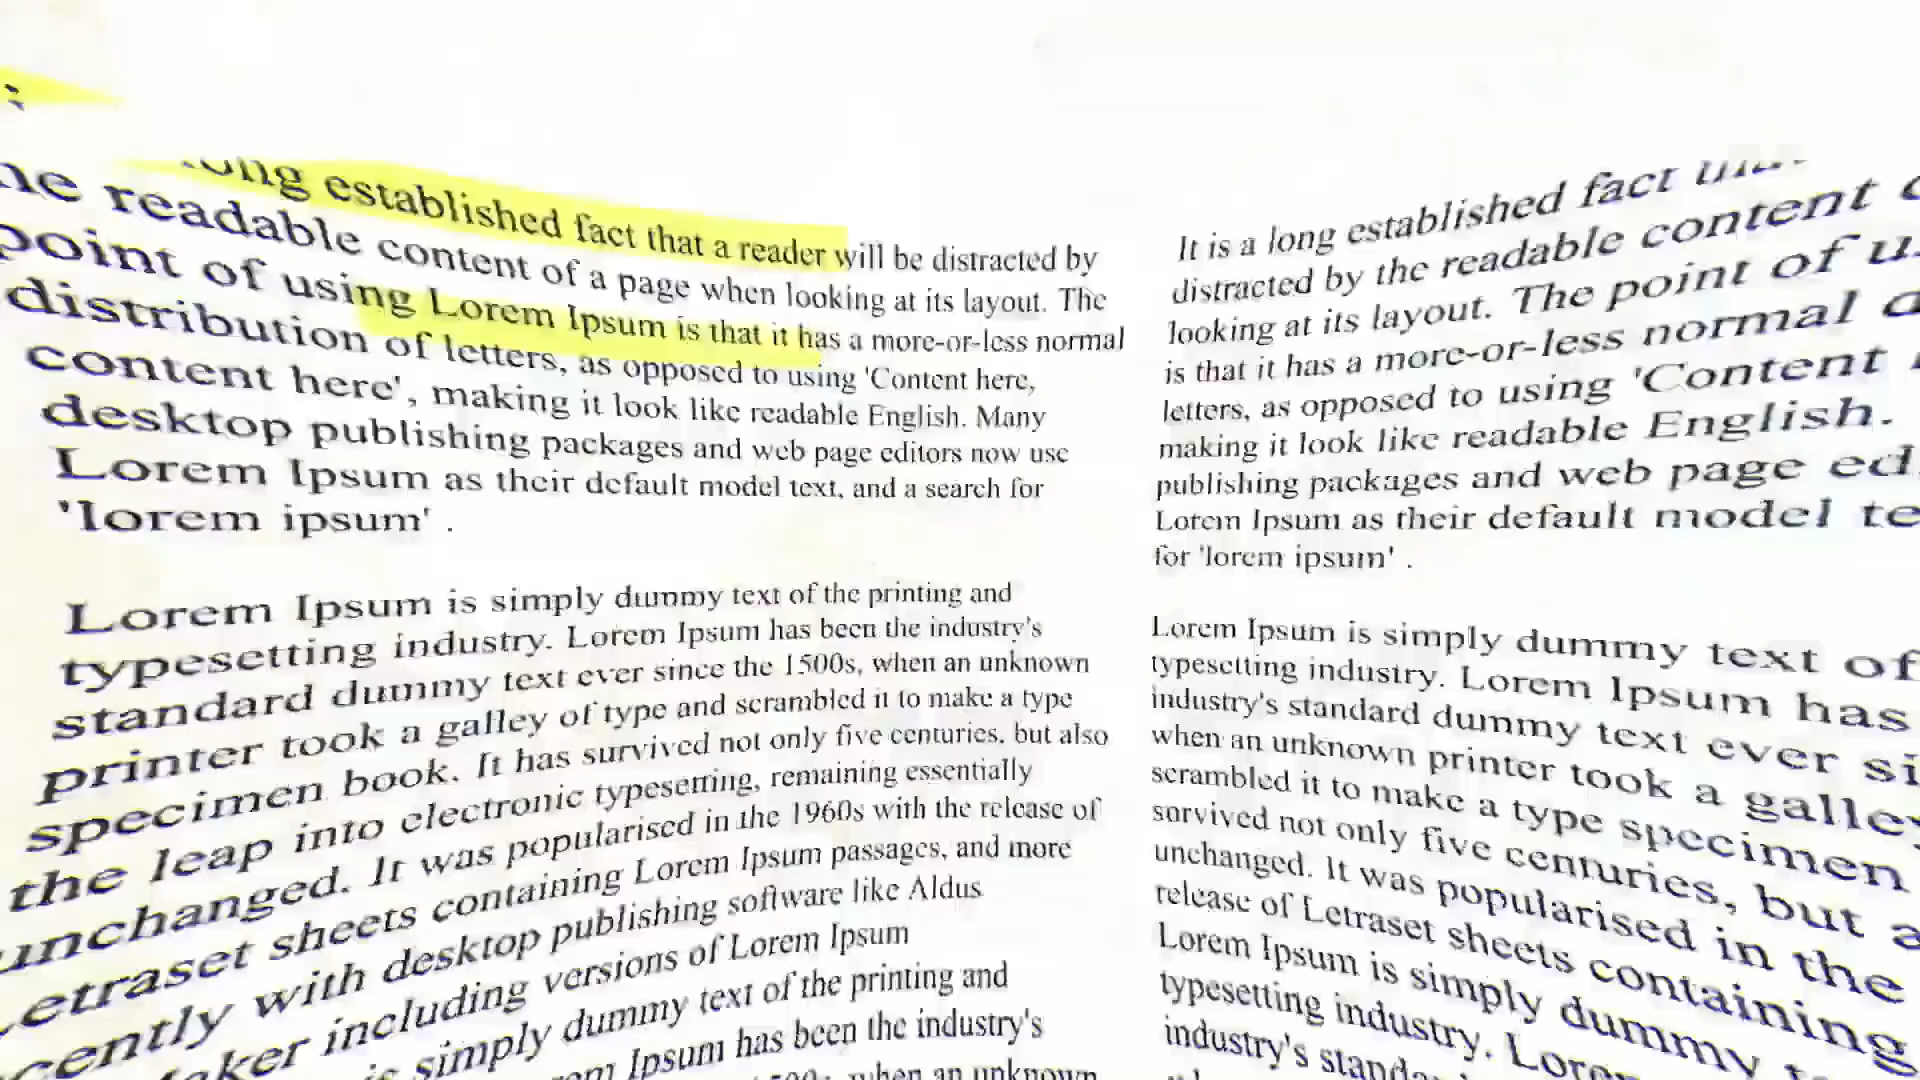 established fact that a reader will be distracted by
readable content of a page when looking at its layout. The
point of using Lorem Ipsum is that it has a more-or-less normal
distribution of letters, as opposed to using 'Content here,
content here', making it look like readable English. Many
desktop publishing packages and web page editors now use
Lorem Ipsum as their default model text, and a search for
'lorem ipsum' .
Lorem Ipsum is simply dummy text of the printing and
typesetting industry. Lorem Ipsum has been the industry's
standard dummy text ever since the 1500s, when an unknown
printer took a galley of type and scrambled it to make a type
specimen book. It has survived not only five centuries, but also
the leap into electronic typesetting, remaining essentially
unchanged. It was popularised in the 1960s with the release of
etraset sheets containing Lorem Ipsum passages, and more
cently with desktop publishing software like Aldus
aker including versions of Lorem Ipsum
simply dummy text of the printing and
Ipsum has been the industry's
when an unknown
It is a long established fact
distracted by the readable content
looking at its layout. The point of
is that it has a more-or-less normal
letters, as opposed to using 'Content
making it look like readable English.
publishing packages and web page ed
Lorem Ipsum as their default model te
for 'lorem ipsum' .
Lorem Ipsum is simply dummy text of
typesetting industry. Lorem Ipsum has
industry's standard dummy text ever si
when an unknown printer took a galley
scrambled it to make a type specimen
survived not only five centuries, but a
unchanged. It was popularised in the
release of Letraset sheets containing
Lorem Ipsum is simply dummy
typesetting industry.
industry's